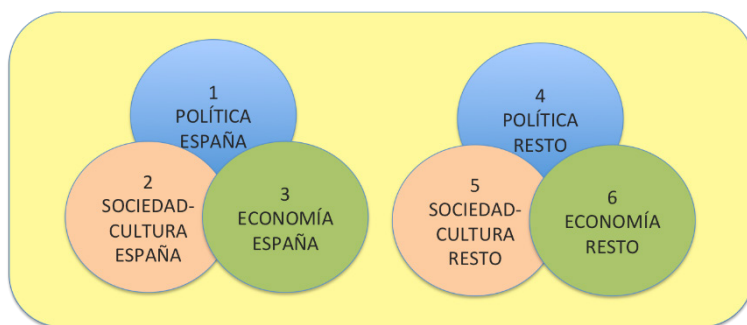 1
POLÍTICA
ESPAÑA
2
SOCIEDAD-
CULTURA
ESPAÑA
3
ECONOMÍA
ESPAÑA
4
POLÍTICA
RESTO
5
SOCIEDAD-
CULTURA
RESTO
6
ECONOMÍA
RESTO